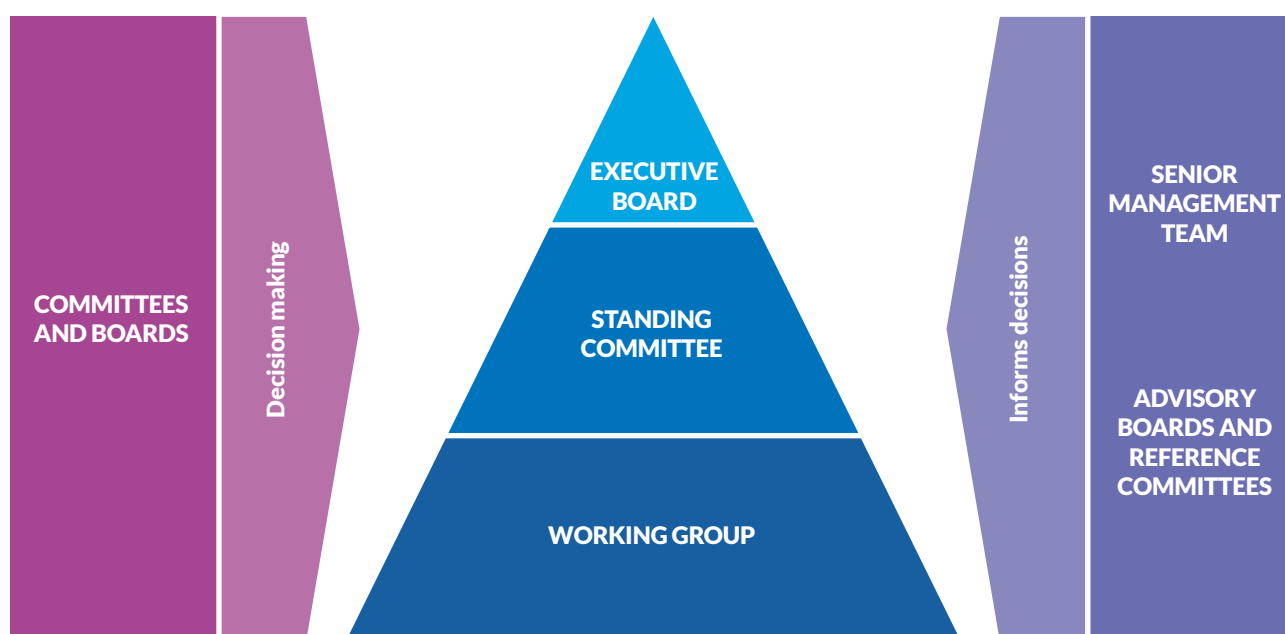 COMMITTEES
AND BOARDS
Decision making
EXECUTIVE
BOARD
STANDING
COMMITTEE
WORKING GROUP
Informs decisions
SENIOR
MANAGEMENT
TEAM
ADVISORY
BOARDS AND
REFERENCE
COMMITTEES